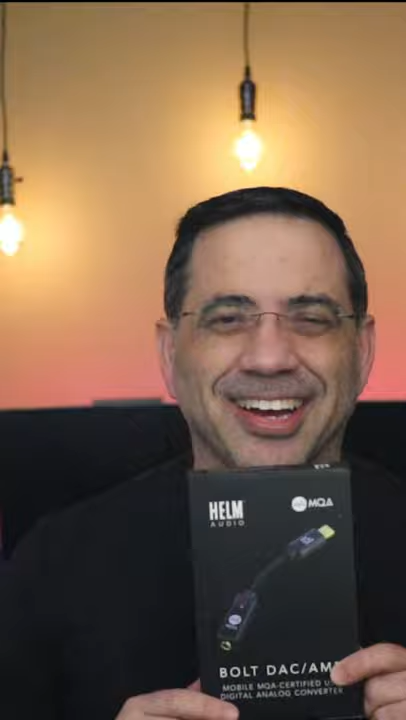 HELM
AUDIO
MQA
BOLT DAC/AM
MOBILE MQA-CERTIFIED
DIGITAL ANALOG CONVERTER